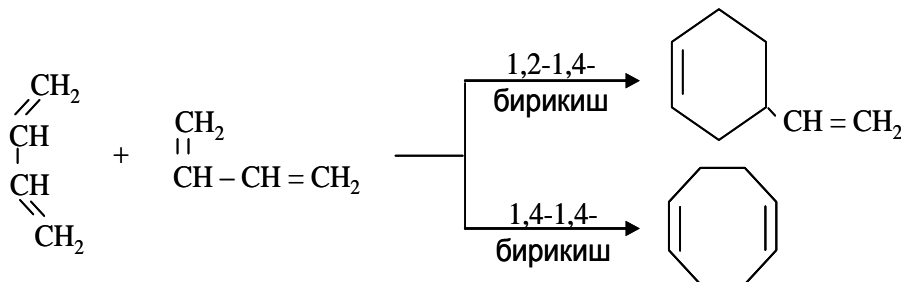 CH₂
CH
CH
CH₂
+
CH₂
CH – CH = CH₂
1,2-1,4-
бирикиш
CH = CH₂
1,4-1,4-
бирикиш